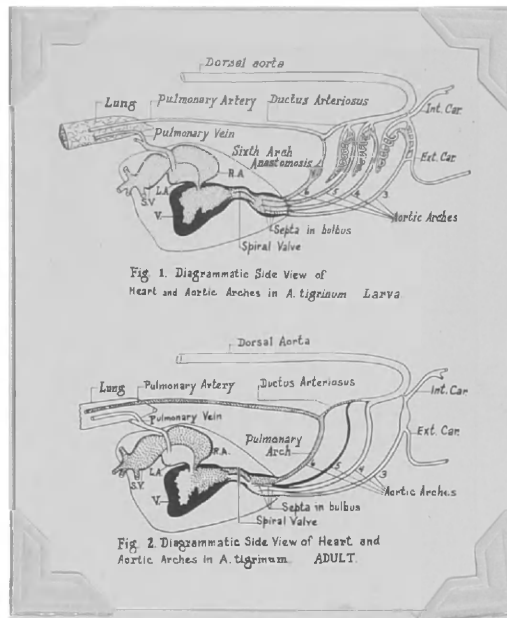 Dorsal aorta
Lung
Pulmonary Artery
Ductus Arteriosus
Int. Car.
Pulmonary Vein
Sixth Arch
Anastomosis
Ext. Car.
R.A.
L.A.
S.V.
V.
6
5
4
3
Aortic Arches
Septa in bulbus
Spiral Valve
Fig. 1. Diagrammatic Side View of
Heart and Aortic Arches in A. tigrinum Larva
Dorsal Aorta
Lung
Pulmonary Artery
Ductus Arteriosus
Int. Car
Pulmonary Vein
Ext. Car.
Pulmonary
Arch
R.A.
L.A.
S.V.
V.
5
4
3
Aortic Arches
Septa in bulbus
Spiral Valve
Fig. 2. Diagrammatic Side View of Heart and
Aortic Arches in A. tigrinum. ADULT.